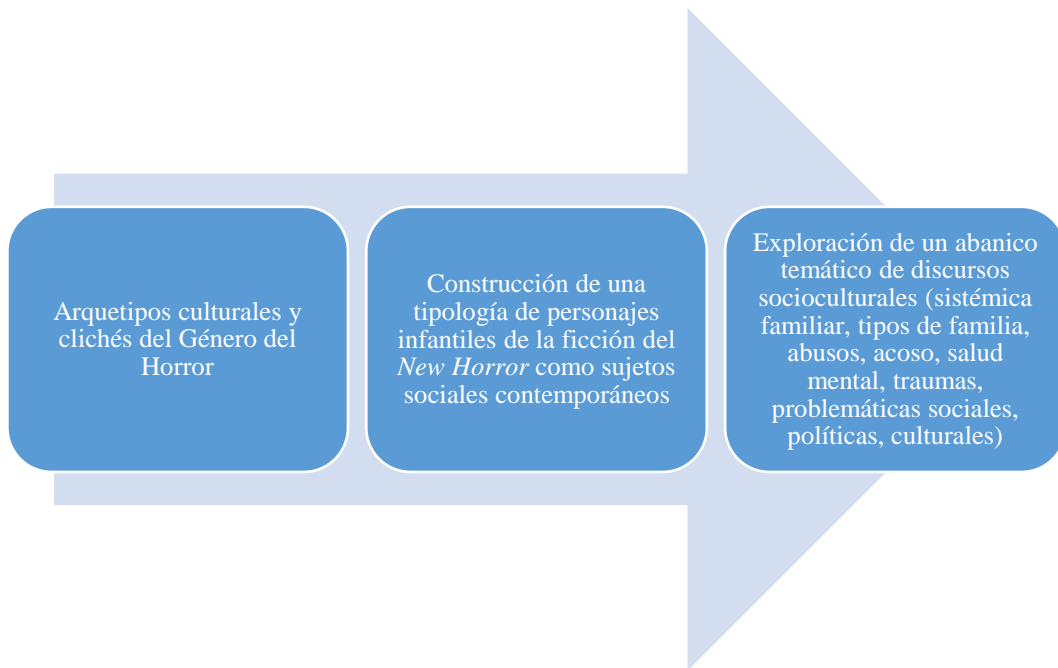 Arquetipos culturales y
clichés del Género del
Horror
Construcción de una
tipología de personajes
infantiles de la ficción del
New Horror como sujetos
sociales contemporáneos
Exploración de un abanico
temático de discursos
socioculturales (sistémica
familiar, tipos de familia,
abusos, acoso, salud
mental, traumas,
problemáticas sociales,
políticas, culturales)